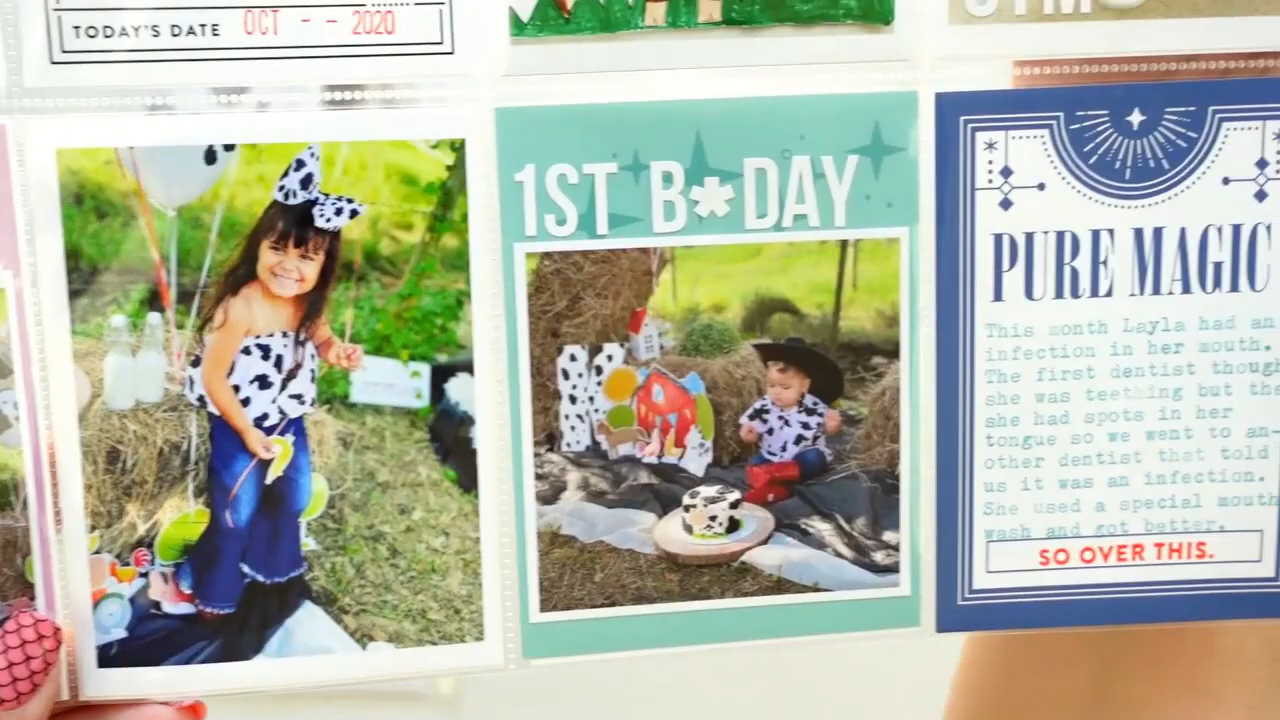 TODAY'S DATE OCT - - 2020
1ST B*DAY
PURE MAGIC
This month Layla had an
infection in her mouth.
The first dentist though
she was teething but the
she had spots in her
tongue so we went to an-
other dentist that told
us it was an infection.
She used a special mouth
wash and got better.
SO OVER THIS.